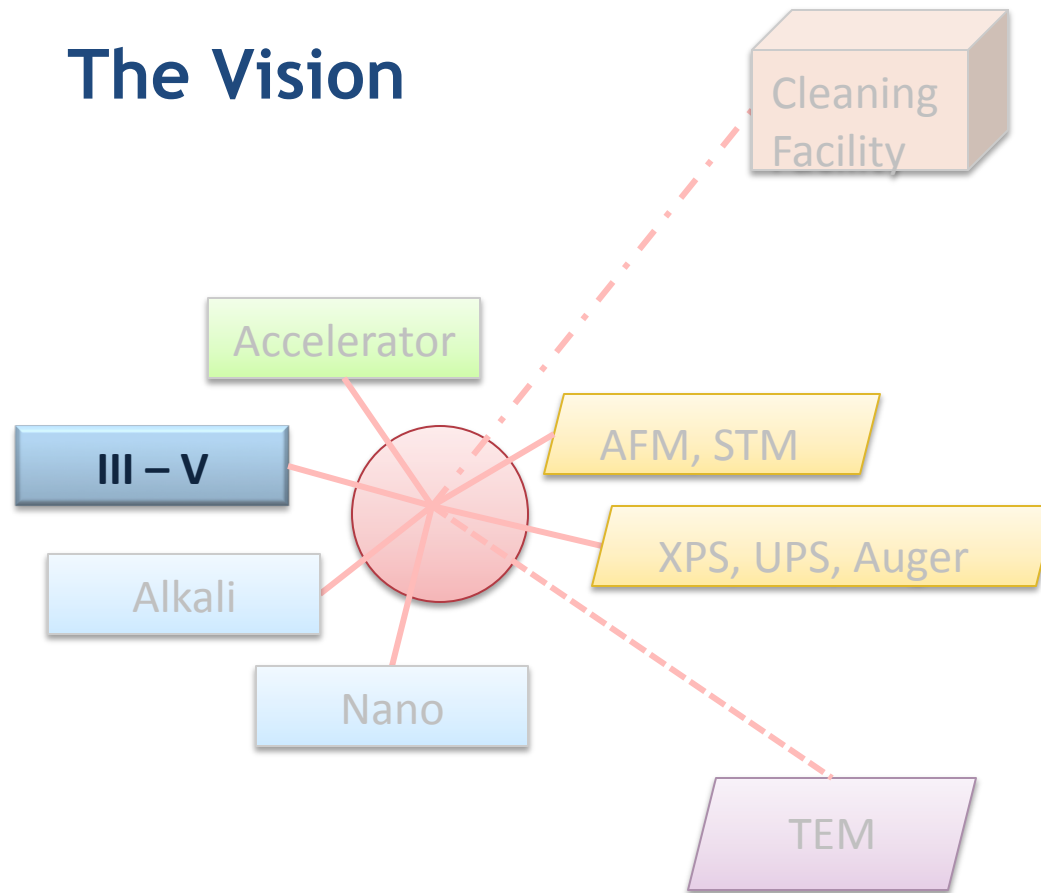 The Vision
Cleaning
Facility
Accelerator
AFM, STM
III – V
XPS, UPS, Auger
Alkali
Nano
TEM